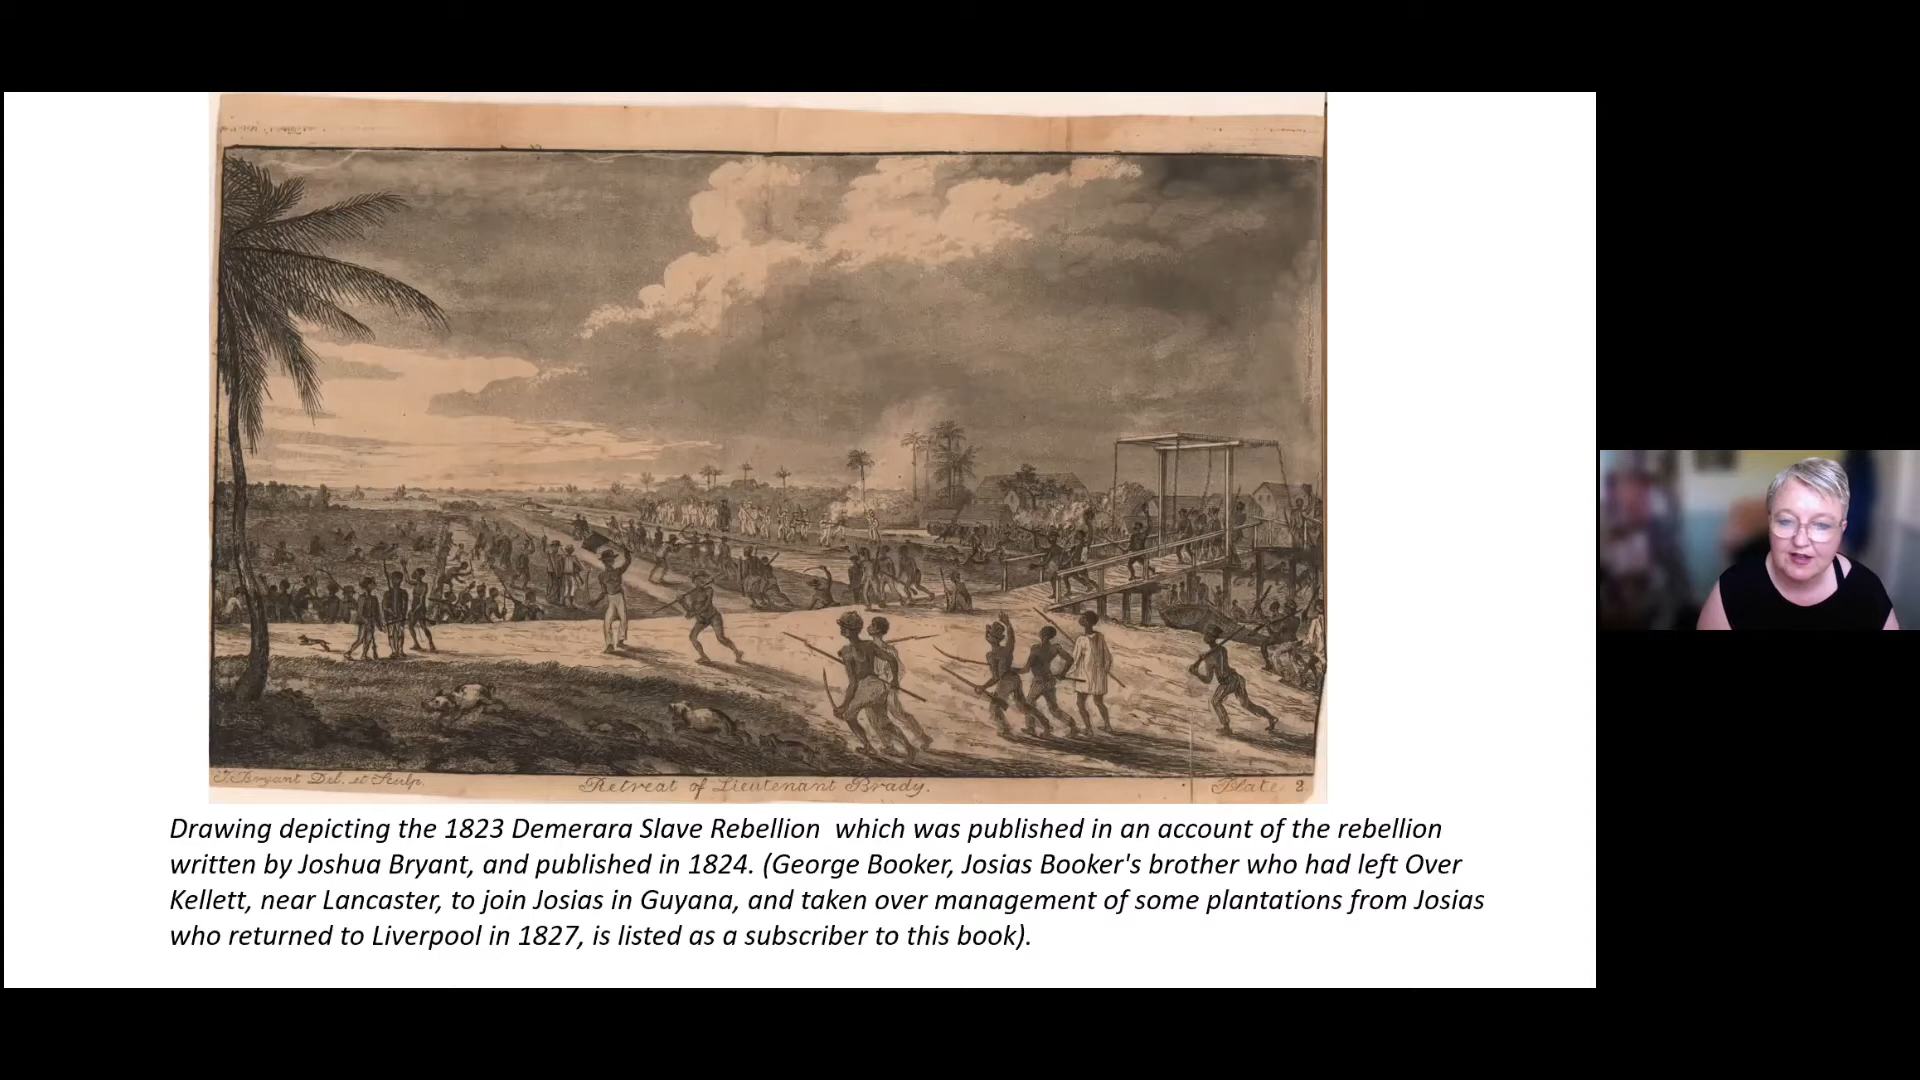 J. Bryant Del. et Sculp.
Retreat of Lieutenant Brady.
Plate 2
Drawing depicting the 1823 Demerara Slave Rebellion which was published in an account of the rebellion
written by Joshua Bryant, and published in 1824. (George Booker, Josias Booker's brother who had left Over
Kellett, near Lancaster, to join Josias in Guyana, and taken over management of some plantations from Josias
who returned to Liverpool in 1827, is listed as a subscriber to this book).